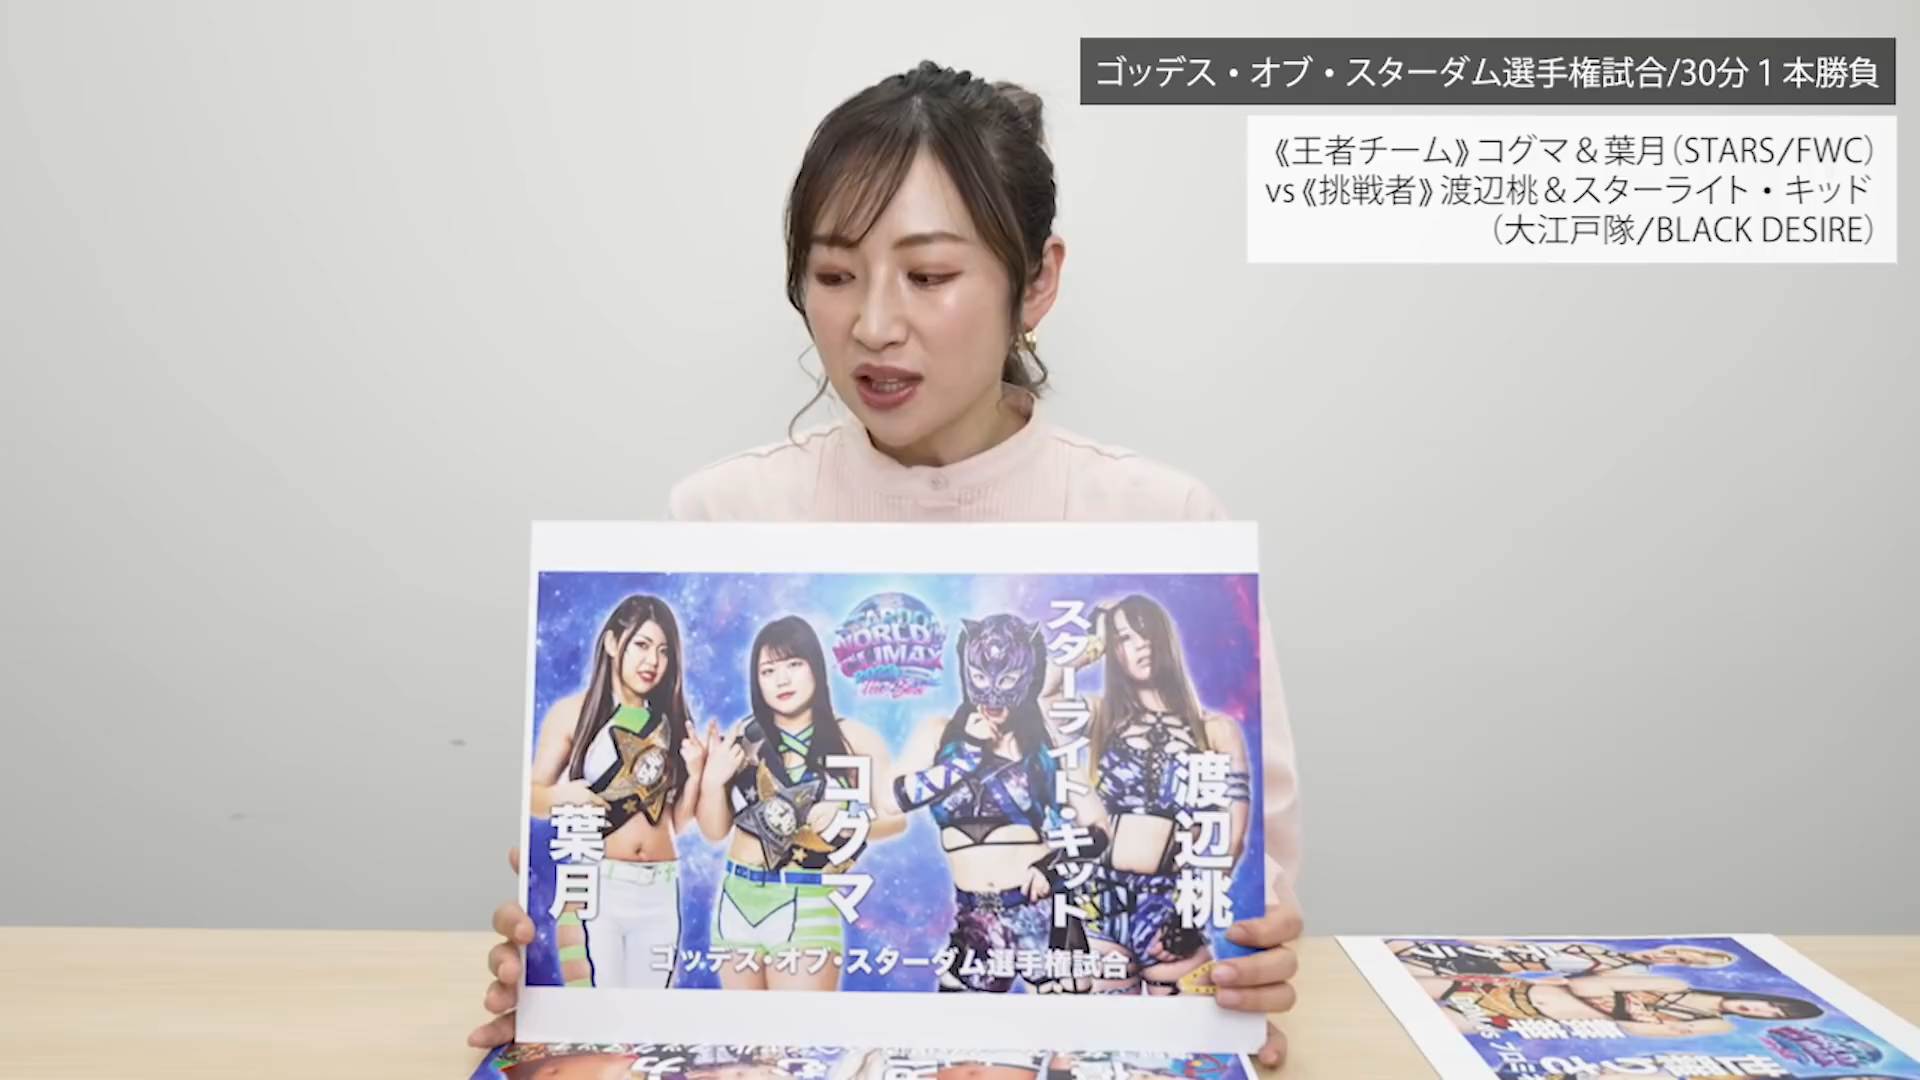 ゴッデス・オブ・スターダム選手権試合/30分1本勝負
《王者チーム》コグマ&葉月(STARS/FWC)
vs《挑戦者》渡辺桃&スターライト・キッド
(大江戸隊/BLACK DESIRE)
WORLD
CLIMAX
The Best
葉月
コグマ
スターライト・キッド
渡辺桃
ゴッデス・オブ・スターダム選手権試合